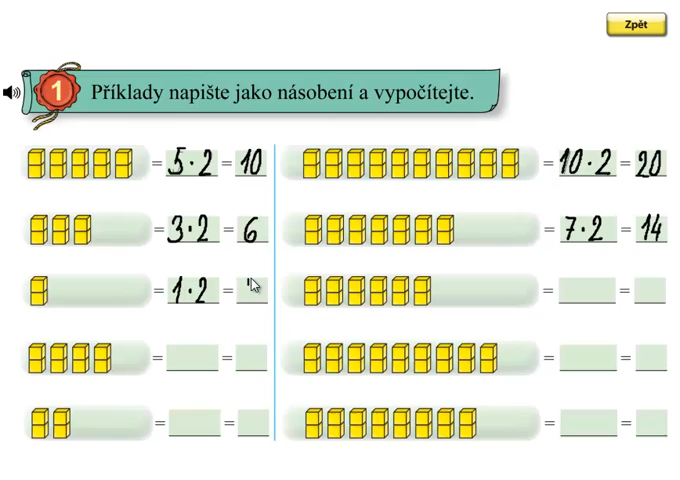 Zpět
1 Příklady napište jako násobení a vypočítejte.
= 5·2 = 10 = 10·2 = 20
= 3·2 = 6 = 7·2 = 14
= 1·2 = = =
= = = =
= = = =